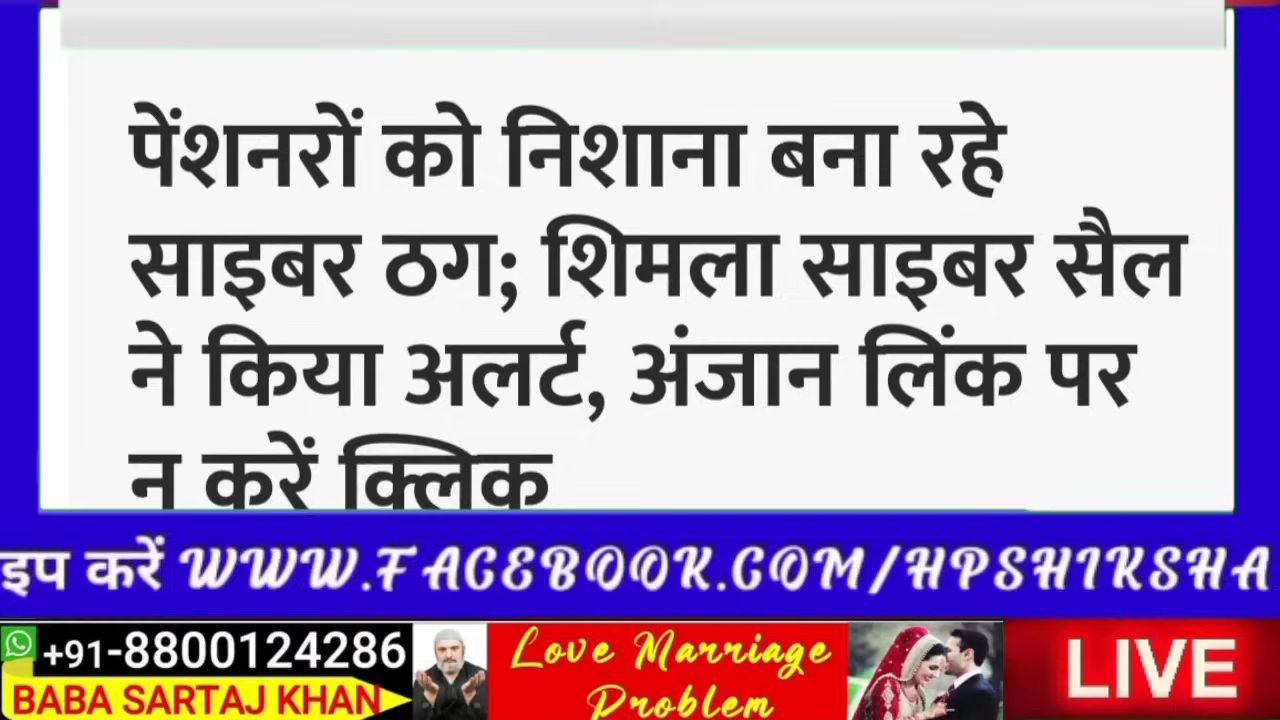 पेंशनरों को निशाना बना रहे
साइबर ठग; शिमला साइबर सैल
ने किया अलर्ट, अंजान लिंक पर
न करें क्लिक
इप करें WWW.FACEBOOK.COM/HPSHIKSHA
+91-8800124286
BABA SARTAJ KHAN
Love Marriage
Problem
LIVE